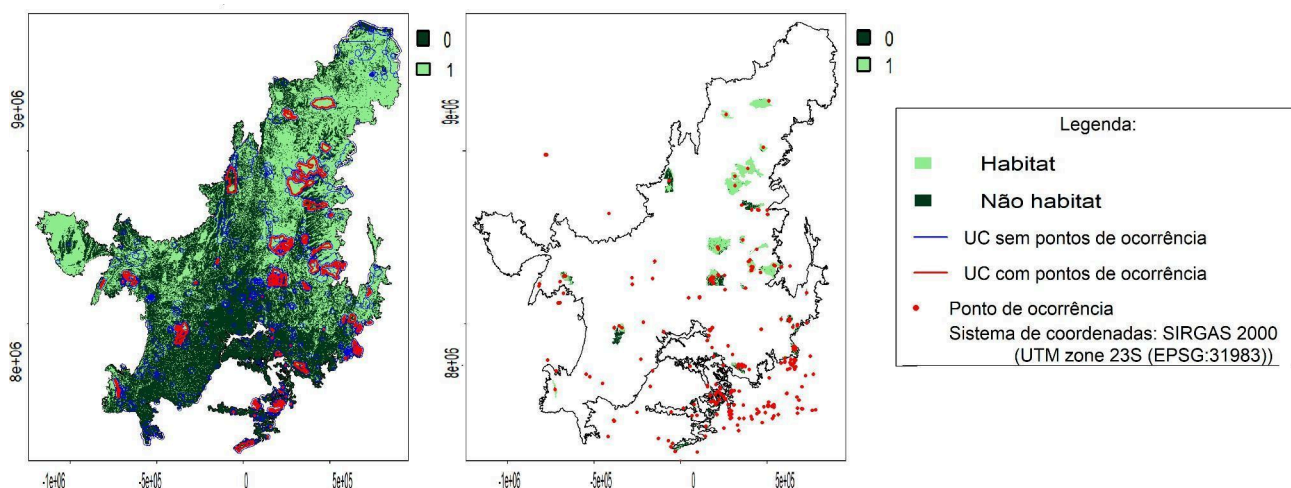 0
1
9e+06
8e+06
-1e+06
-5e+05
0
5e+05
0
1
9e+06
8e+06
-1e+06
-5e+05
0
5e+05
Legenda:
Habitat
Não habitat
UC sem pontos de ocorrência
UC com pontos de ocorrência
Ponto de ocorrência
Sistema de coordenadas: SIRGAS 2000
(UTM zone 23S (EPSG:31983))